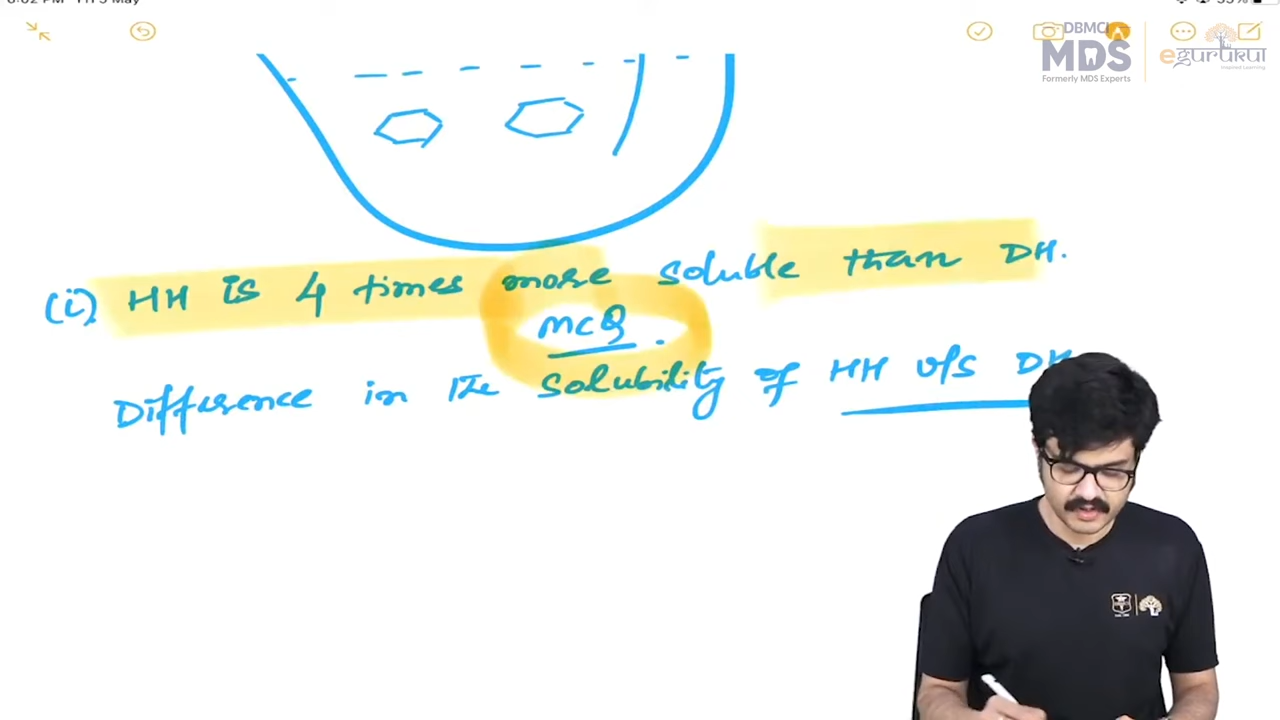 DBMCI
MDS
Formerly MDS Experts
egurukul
(i) HH is 4 times more soluble than DH.
MCQ.
Difference in the solubility of HH v/s DH